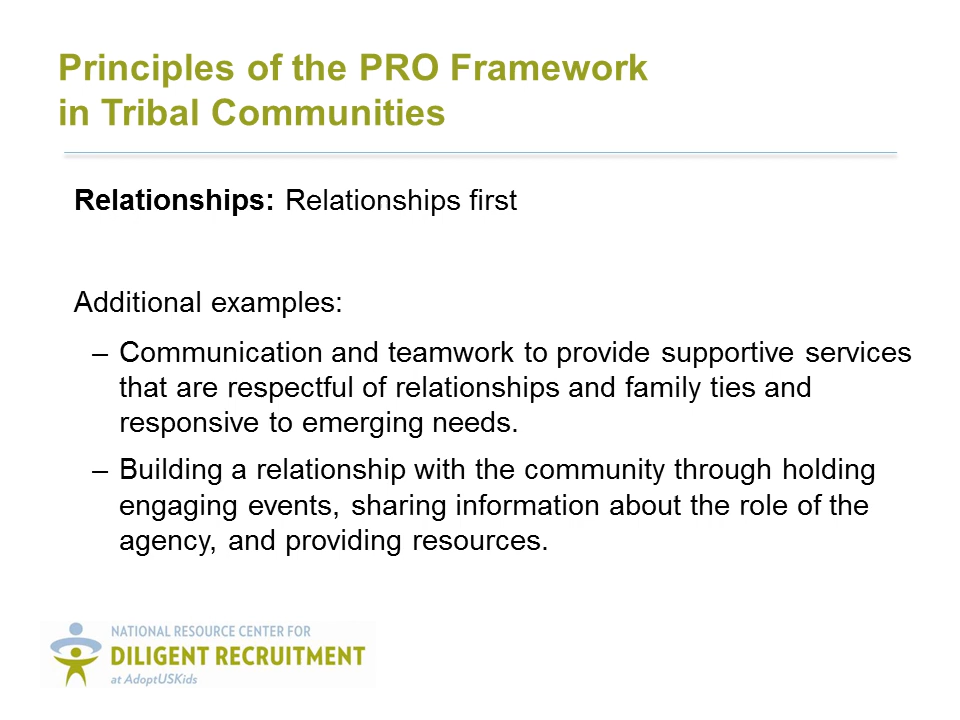 Principles of the PRO Framework
in Tribal Communities
Relationships: Relationships first
Additional examples:
– Communication and teamwork to provide supportive services
that are respectful of relationships and family ties and
responsive to emerging needs.
– Building a relationship with the community through holding
engaging events, sharing information about the role of the
agency, and providing resources.
NATIONAL RESOURCE CENTER FOR
DILIGENT RECRUITMENT
at AdoptUSKids